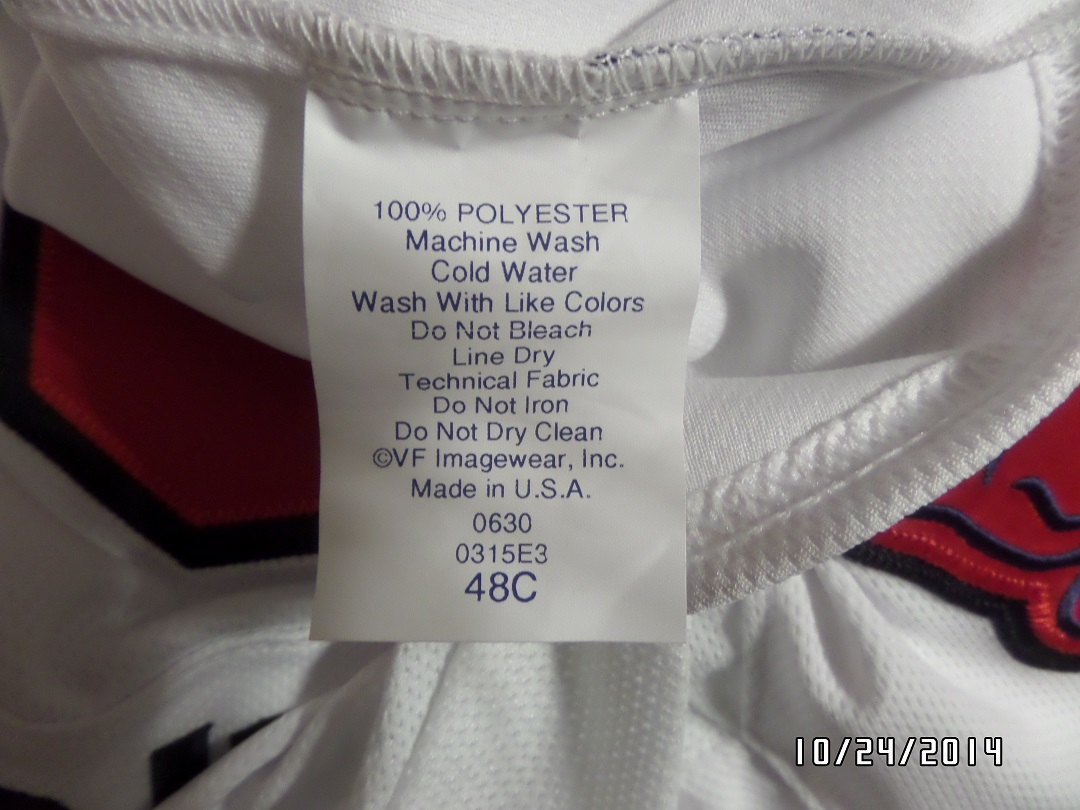 100% POLYESTER
Machine Wash
Cold Water
Wash With Like Colors
Do Not Bleach
Line Dry
Technical Fabric
Do Not Iron
Do Not Dry Clean
©VF Imagewear, Inc.
Made in U.S.A.
0630
0315E3
48C
10/24/2014